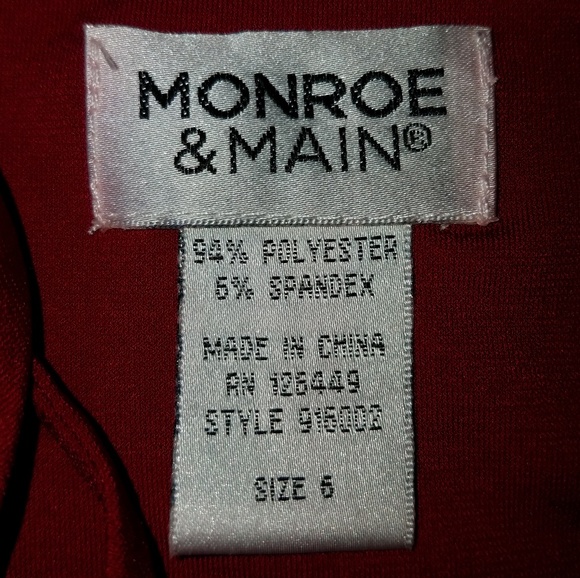 MONROE
& MAIN®
94% POLYESTER
6% SPANDEX
MADE IN CHINA
RN 126449
STYLE 916002
SIZE 6